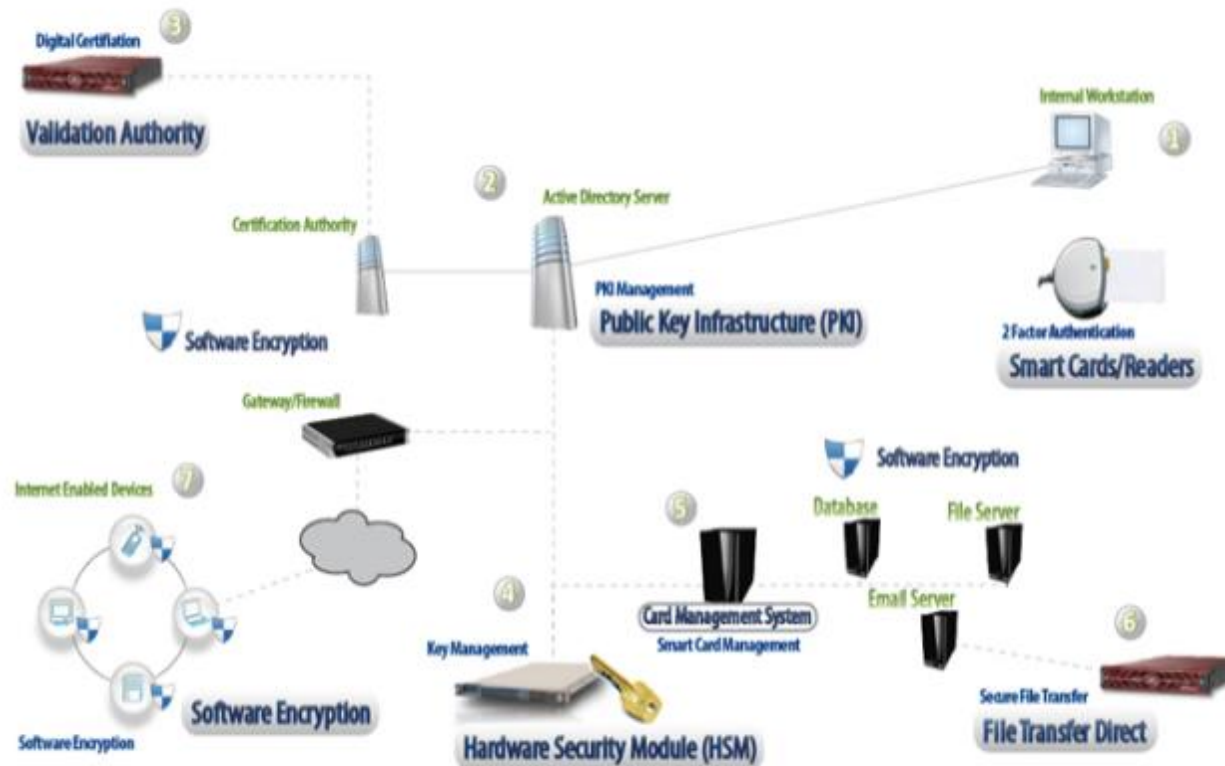 3
Digital Certifiation
Validation Authority
Internal Workstation
1
2
Active Directory Server
Certification Authority
PKI Management
Public Key Infrastructure (PKI)
2 Factor Authentication
Smart Cards/Readers
Software Encryption
Gateway/Firewall
Software Encryption
7
Internet Enabled Devices
5
Database
File Server
4
Card Management System
Email Server
6
Key Management
Smart Card Management
Secure File Transfer
Software Encryption
Software Encryption
Hardware Security Module (HSM)
File Transfer Direct